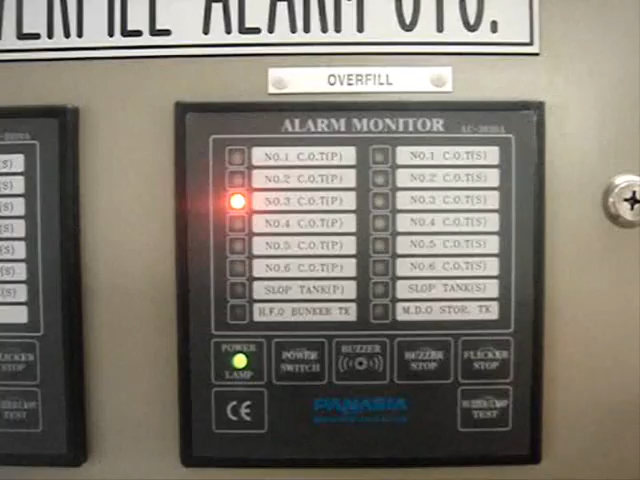 OVERFILL ALARM SYS.
OVERFILL
ALARM MONITOR
NO.1 C.O.T(P)
NO.1 C.O.T(S)
NO.2 C.O.T(P)
NO.2 C.O.T(S)
NO.3 C.O.T(P)
NO.3 C.O.T(S)
NO.4 C.O.T(P)
NO.4 C.O.T(S)
NO.5 C.O.T(P)
NO.5 C.O.T(S)
NO.6 C.O.T(P)
NO.6 C.O.T(S)
SLOP TANK(P)
SLOP TANK(S)
H.F.O BUNKER TK
M.D.O STOR. TK
POWER LAMP
POWER SWITCH
BUZZER
BUZZER STOP
FLICKER STOP
CE
PANASIA
TEST